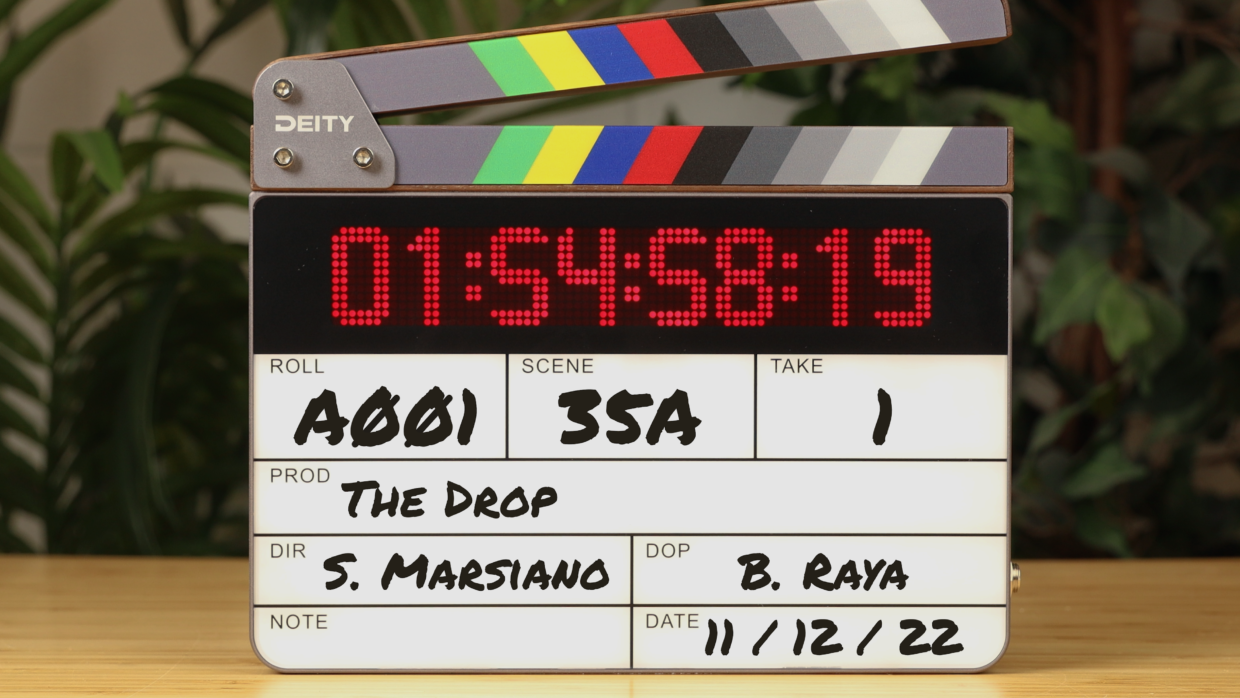 DEITY
01:54:58:19
ROLL SCENE TAKE
A001 35A 1
PROD
The Drop
DIR DOP
S. Marsiano B. Raya
NOTE DATE
11 / 12 / 22